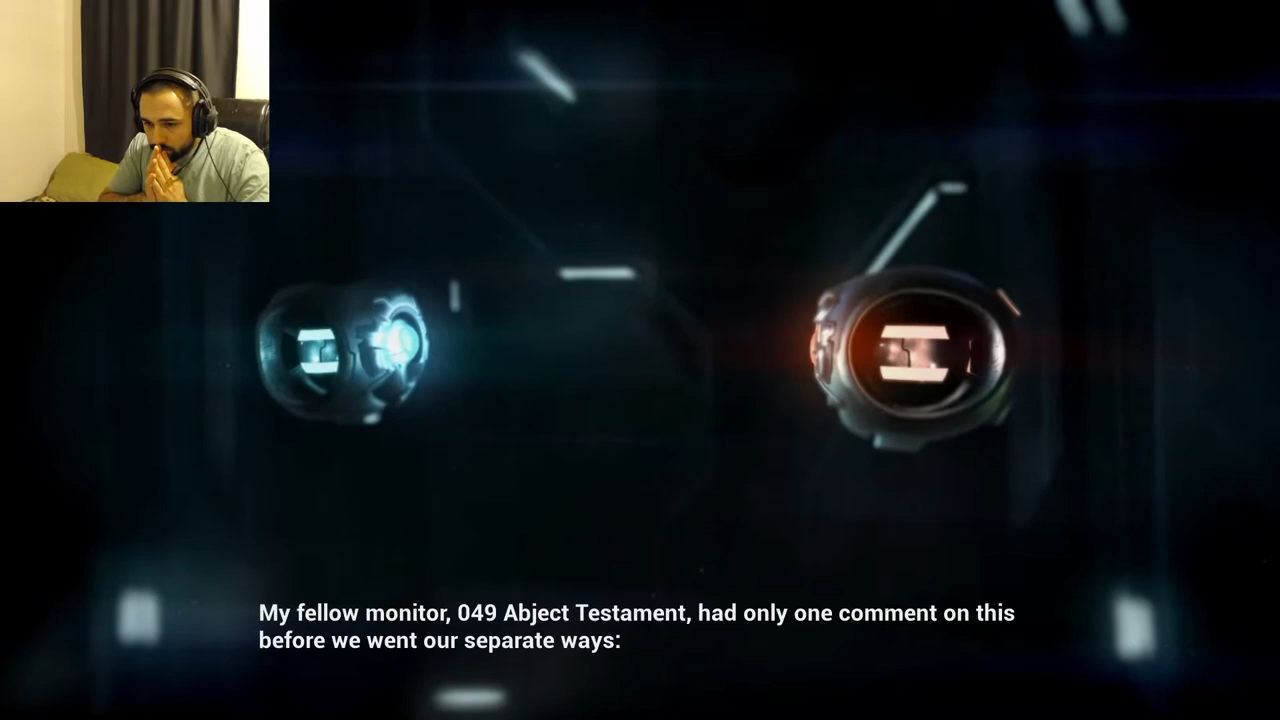 My fellow monitor, 049 Abject Testament, had only one comment on this
before we went our separate ways: